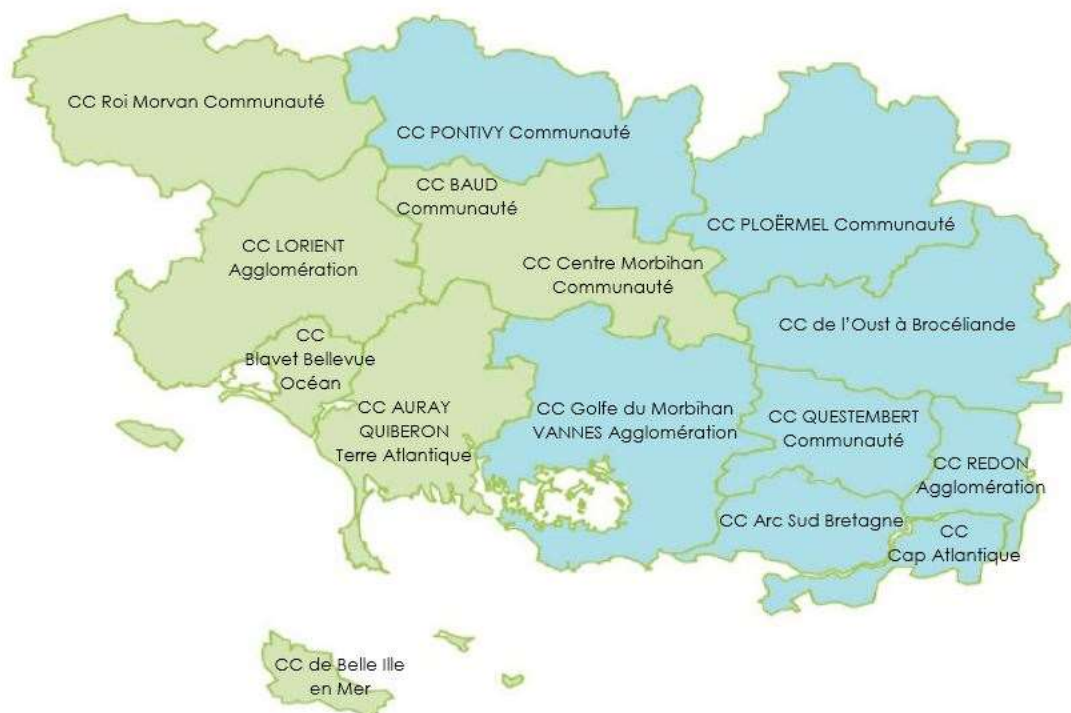 CC Roi Morvan Communauté
CC PONTIVY Communauté
CC BAUD
Communauté
CC PLOËRMEL Communauté
CC LORIENT
Agglomération
CC Centre Morbihan
Communauté
CC de l'Oust à Brocéliande
CC
Blavet Bellevue
Océan
CC AURAY
QUIBERON
Terre Atlantique
CC Golfe du Morbihan
VANNES Agglomération
CC QUESTEMBERT
Communauté
CC REDON
Agglomération
CC Arc Sud Bretagne
CC
Cap Atlantique
CC de Belle Ille
en Mer